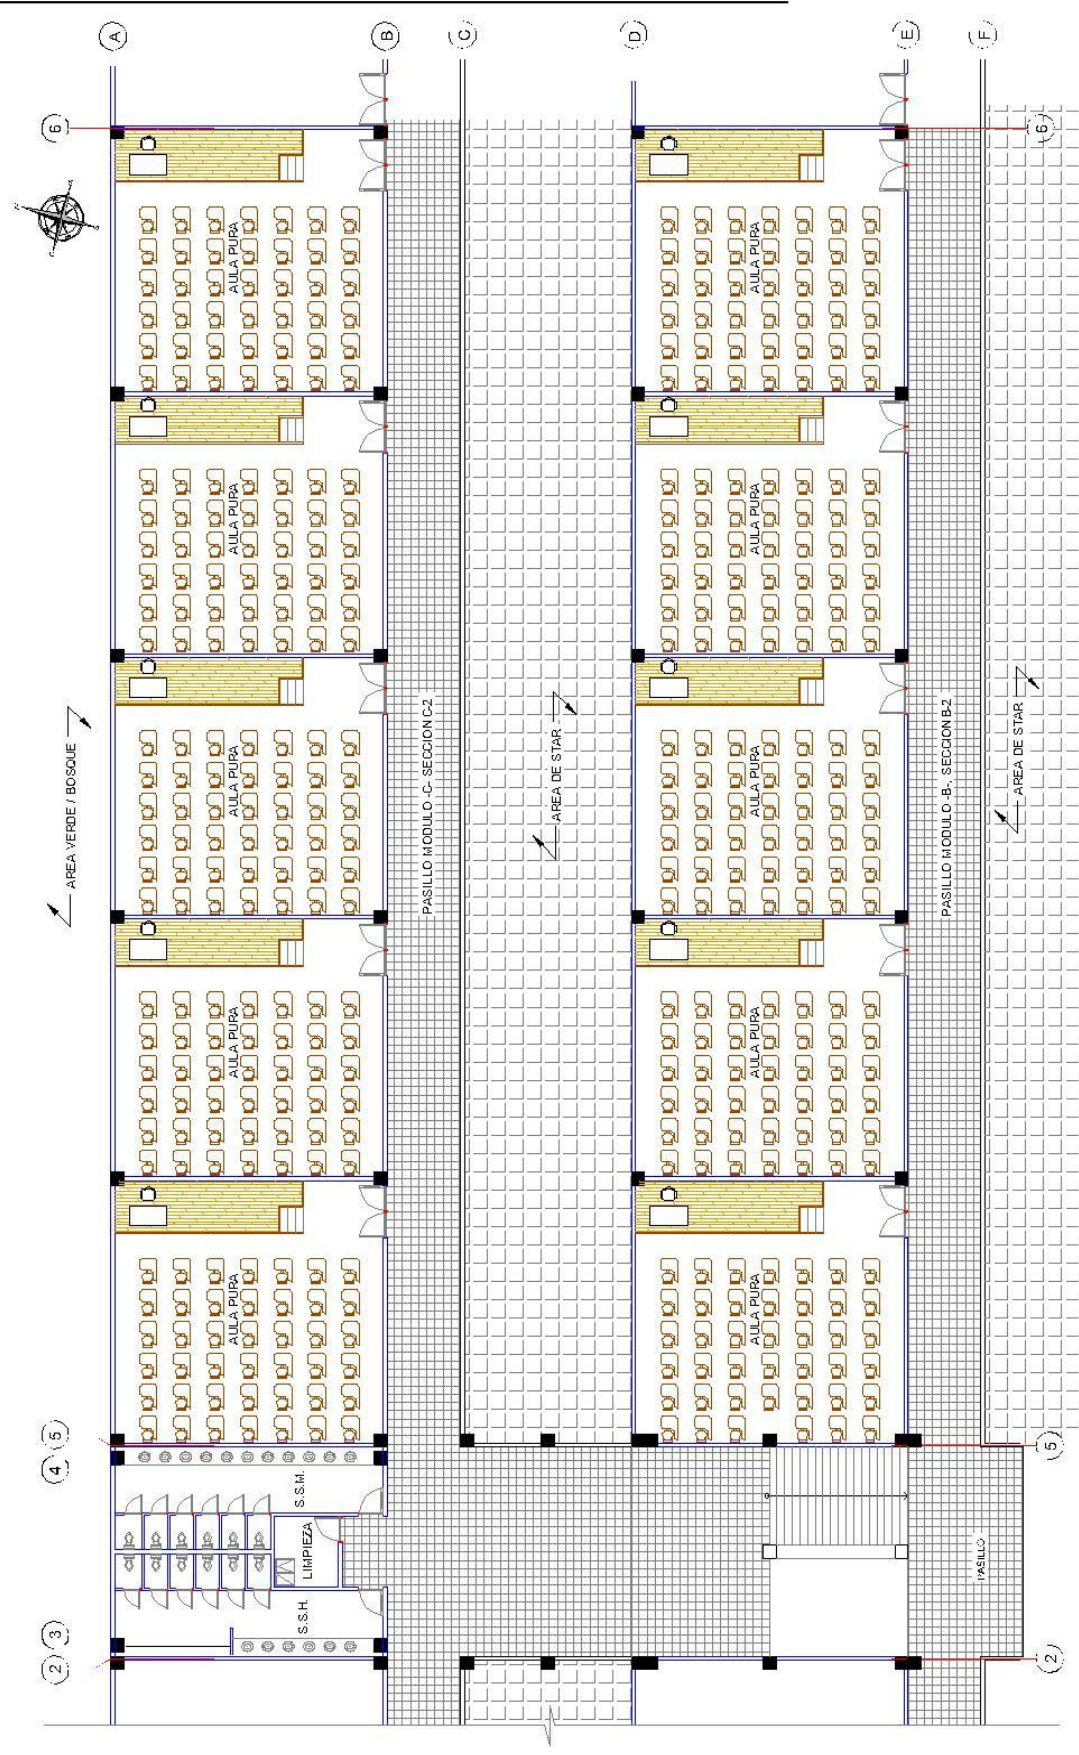 A
B
C
D
E
F
6
6
AULA PURA
AULA PURA
AULA PURA
AULA PURA
AREA VERDE / BOSQUE
PASILLO MODULO -C- SECCION C-2
AREA DE STAR
PASILLO MODULO -B-, SECCION B-2
AREA DE STAR
AULA PURA
AULA PURA
AULA PURA
AULA PURA
AULA PURA
AULA PURA
5
4
5
S.S.M.
LIMPIEZA
PASILLO
S.S.H.
3
2
2